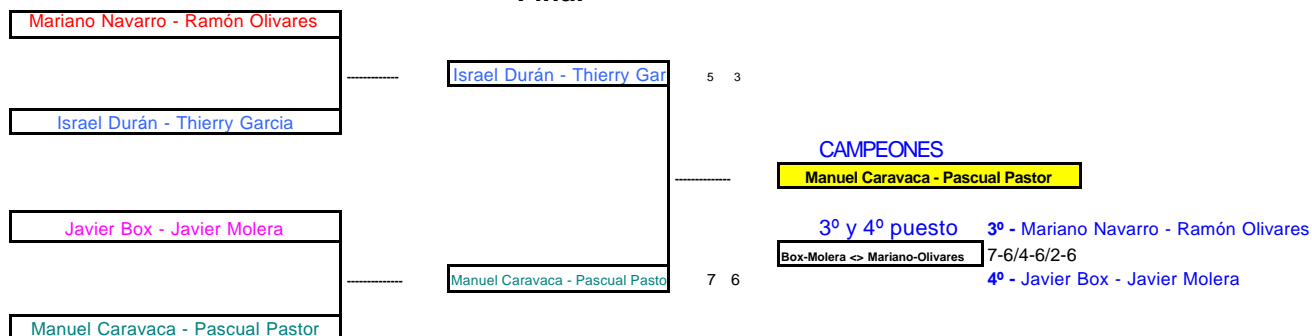 Final
Mariano Navarro - Ramón Olivares
------------- Israel Durán - Thierry Gar 5 3
Israel Durán - Thierry Garcia
CAMPEONES
-------------- Manuel Caravaca - Pascual Pastor
Javier Box - Javier Molera
3º y 4º puesto 3º - Mariano Navarro - Ramón Olivares
Box-Molera <> Mariano-Olivares 7-6/4-6/2-6
-------------- Manuel Caravaca - Pascual Pasto 7 6
4º - Javier Box - Javier Molera
Manuel Caravaca - Pascual Pastor